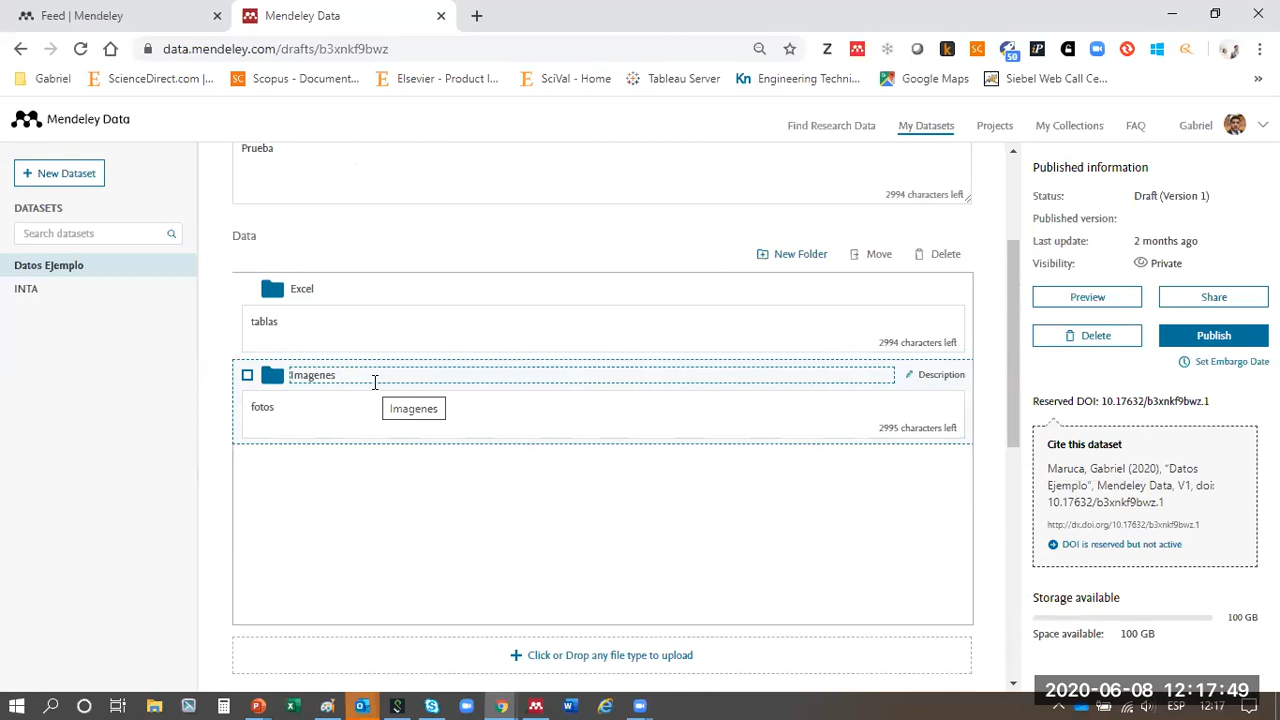 Feed | Mendeley
Mendeley Data
data.mendeley.com/drafts/b3xnkf9bwz
50
Gabriel
ScienceDirect.com |...
Scopus - Document...
Elsevier - Product I...
SciVal - Home
Tableau Server
Engineering Techni...
Google Maps
Siebel Web Call Ce...
Mendeley Data
Find Research Data
My Datasets
Projects
My Collections
FAQ
Gabriel
+ New Dataset
DATASETS
Search datasets
Datos EJemplo
INTA
Prueba
2994 characters left
Data
New Folder
Move
Delete
Excel
tablas
2994 characters left
Imagenes
Description
fotos
Imagenes
2995 characters left
+ Click or Drop any file type to upload
Published information
Status: Draft (Version 1)
Published version:
Last update: 2 months ago
Visibility: Private
Preview
Share
Delete
Publish
Set Embargo Date
Reserved DOI: 10.17632/b3xnkf9bwz.1
Cite this dataset
Maruca, Gabriel (2020), “Datos
EJemplo”, Mendeley Data, V1, doi:
10.17632/b3xnkf9bwz.1
http://dx.doi.org/10.17632/b3xnkf9bwz.1
DOI is reserved but not active
Storage available
100 GB
Space available: 100 GB
2020-06-08 12:17:49
ESP
12:17